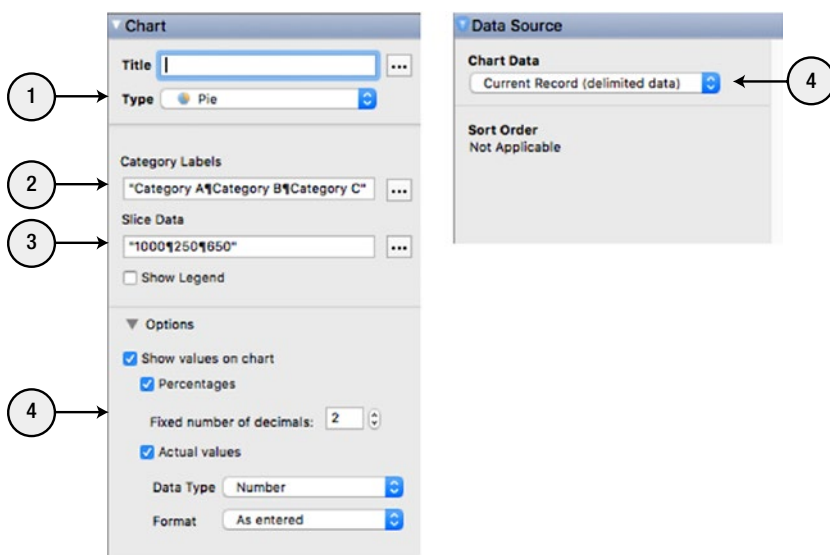 Chart
Title
...
1
Type Pie
Category Labels
2
"Category A¶Category B¶Category C"
...
Slice Data
3
"1000¶250¶650"
...
Show Legend
Options
Show values on chart
Percentages
4
Fixed number of decimals: 2
Actual values
Data Type Number
Format As entered
Data Source
Chart Data
Current Record (delimited data)
4
Sort Order
Not Applicable